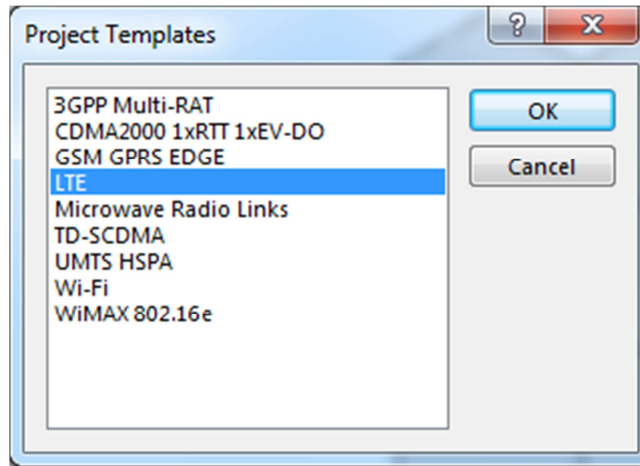 Project Templates
?
3GPP Multi-RAT
CDMA2000 1xRTT 1xEV-DO
GSM GPRS EDGE
LTE
Microwave Radio Links
TD-SCDMA
UMTS HSPA
Wi-Fi
WiMAX 802.16e
OK
Cancel